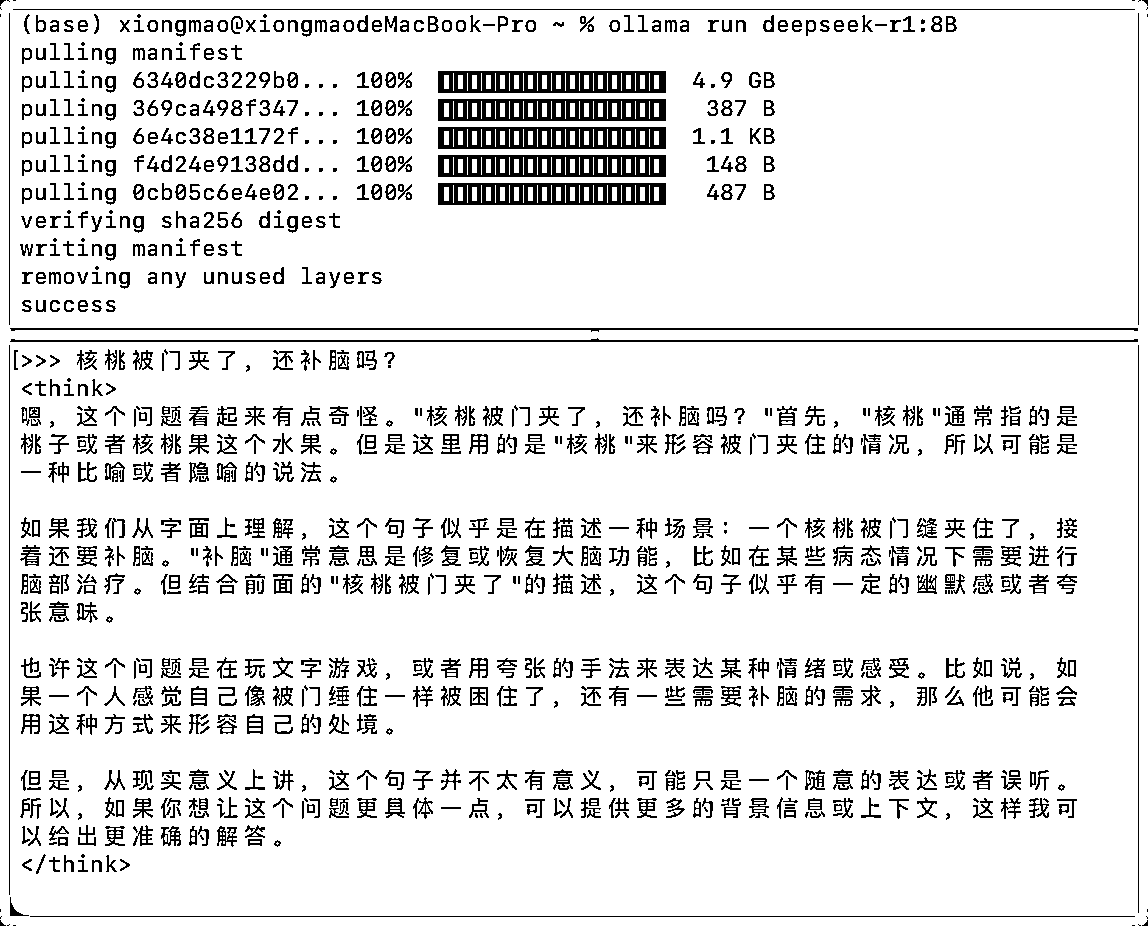 (base) xiongmao@xiongmaodeMacBook-Pro ~ % ollama run deepseek-r1:8B
pulling manifest
pulling 6340dc3229b0... 100% 4.9 GB
pulling 369ca498f347... 100% 387 B
pulling 6e4c38e1172f... 100% 1.1 KB
pulling f4d24e9138dd... 100% 148 B
pulling 0cb05c6e4e02... 100% 487 B
verifying sha256 digest
writing manifest
removing any unused layers
success
[>>> 核桃被门夹了，还补脑吗？
<think>
嗯，这个问题看起来有点奇怪。"核桃被门夹了，还补脑吗？"首先，"核桃"通常指的是
桃子或者核桃果这个水果。但是这里用的是"核桃"来形容被门夹住的情况，所以可能是
一种比喻或者隐喻的说法。
如果我们从字面上理解，这个句子似乎是在描述一种场景：一个核桃被门缝夹住了，接
着还要补脑。"补脑"通常意思是修复或恢复大脑功能，比如在某些病态情况下需要进行
脑部治疗。但结合前面的"核桃被门夹了"的描述，这个句子似乎有一定的幽默感或者夸
张意味。
也许这个问题是在玩文字游戏，或者用夸张的手法来表达某种情绪或感受。比如说，如
果一个人感觉自己像被门缍住一样被困住了，还有一些需要补脑的需求，那么他可能会
用这种方式来形容自己的处境。
但是，从现实意义上讲，这个句子并不太有意义，可能只是一个随意的表达或者误听。
所以，如果你想让这个问题更具体一点，可以提供更多的背景信息或上下文，这样我可
以给出更准确的解答。
</think>